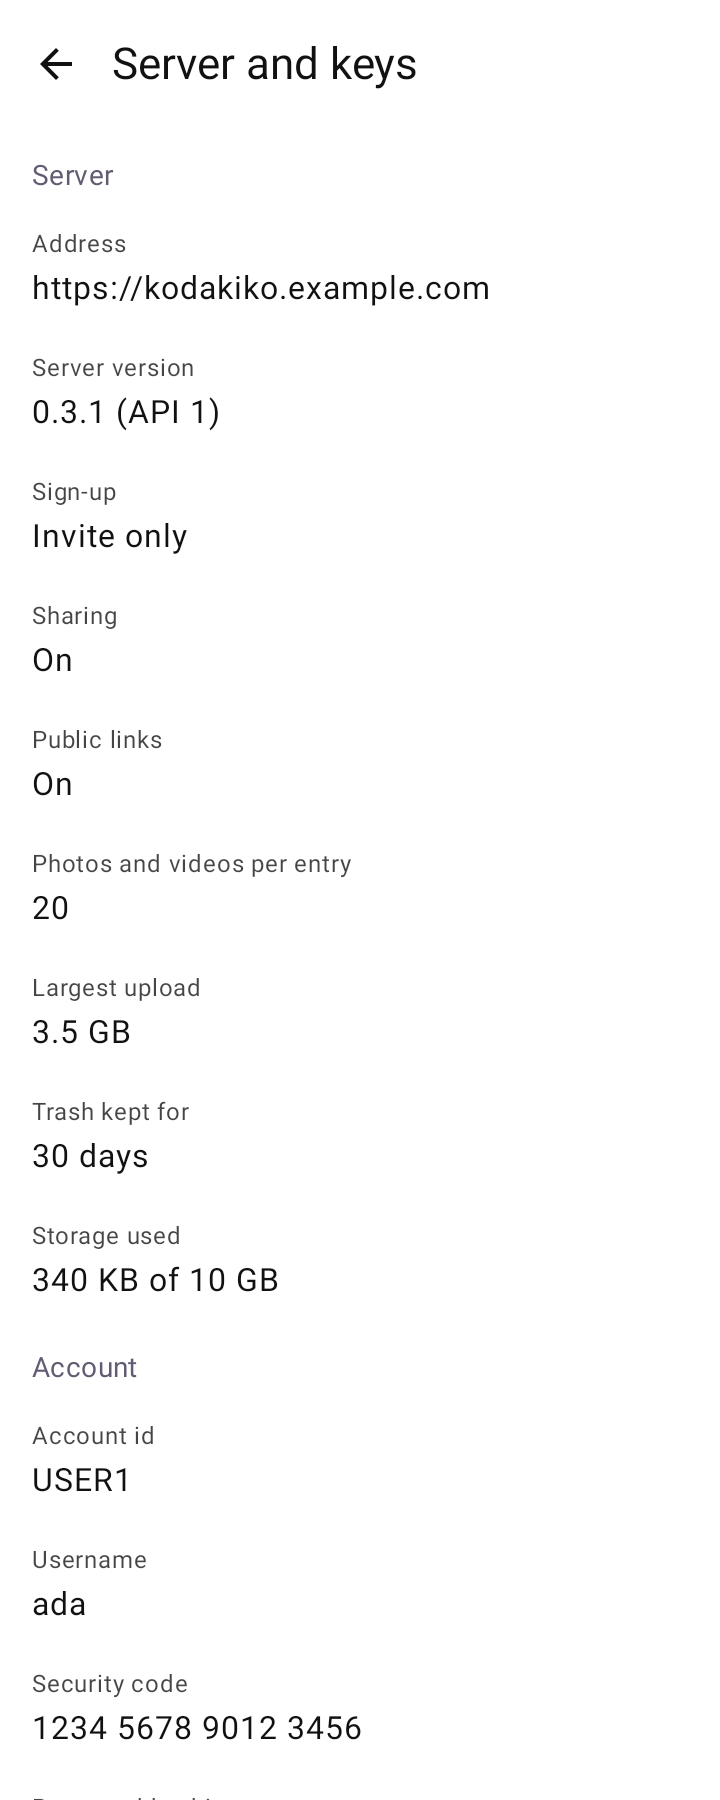 Server and keys
Server
Address
https://kodakiko.example.com
Server version
0.3.1 (API 1)
Sign-up
Invite only
Sharing
On
Public links
On
Photos and videos per entry
20
Largest upload
3.5 GB
Trash kept for
30 days
Storage used
340 KB of 10 GB
Account
Account id
USER1
Username
ada
Security code
1234 5678 9012 3456